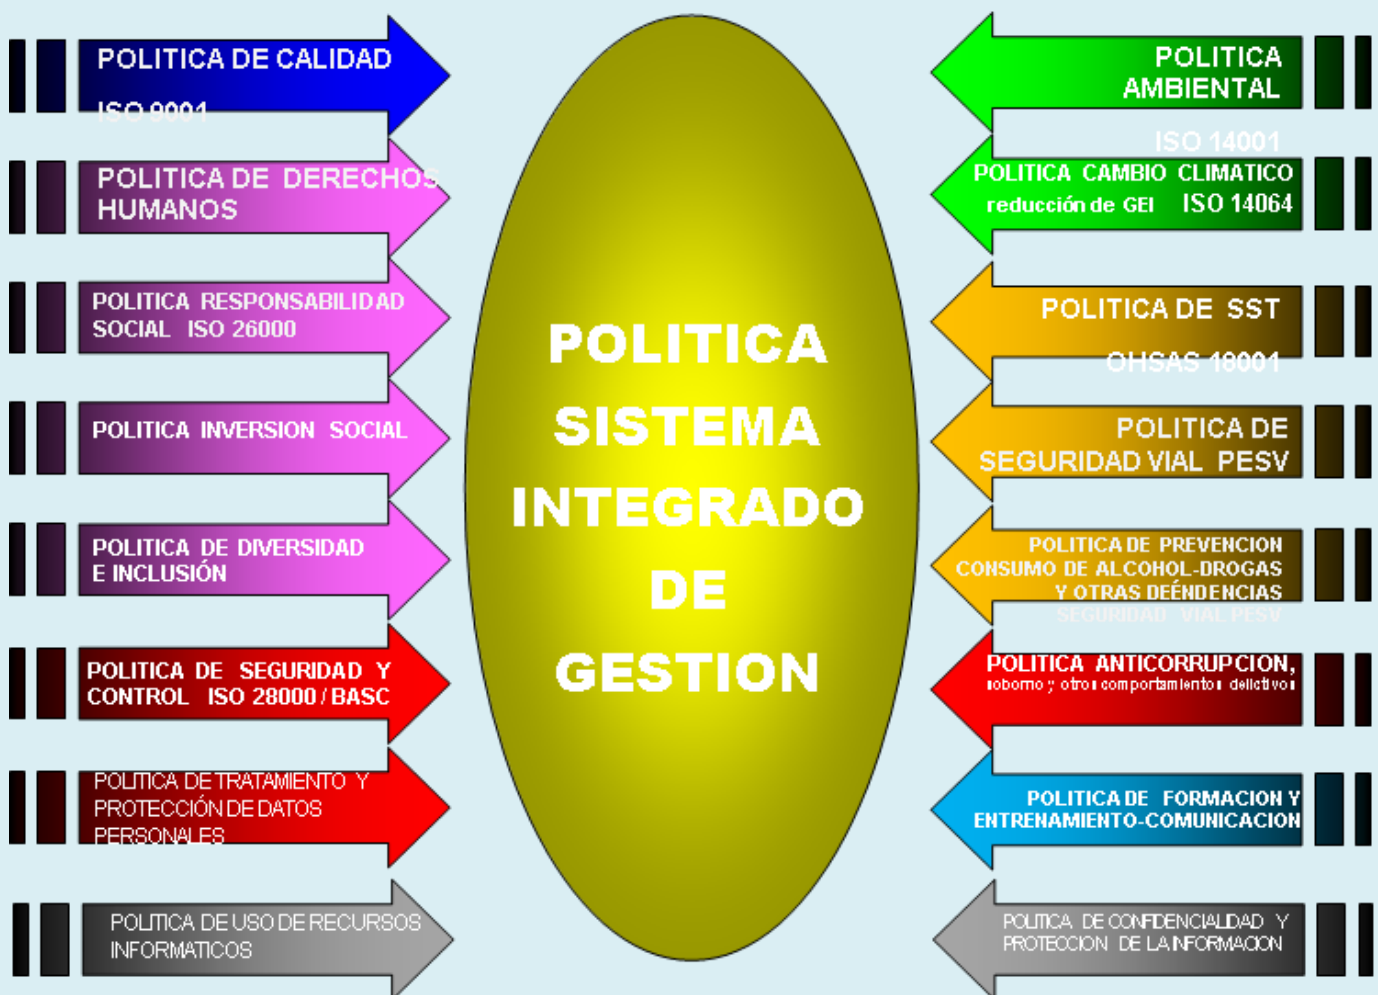 POLITICA DE CALIDAD
ISO 9001
POLITICA DE DERECHOS
HUMANOS
POLITICA RESPONSABILIDAD
SOCIAL ISO 26000
POLITICA INVERSION SOCIAL
POLITICA DE DIVERSIDAD
E INCLUSIÓN
POLITICA DE SEGURIDAD Y
CONTROL ISO 28000 / BASC
POLITICA DE TRATAMIENTO Y
PROTECCIÓN DE DATOS
PERSONALES
POLITICA DE USO DE RECURSOS
INFORMATICOS
POLITICA
SISTEMA
INTEGRADO
DE
GESTION
POLITICA
AMBIENTAL
ISO 14001
POLITICA CAMBIO CLIMATICO
reducción de GEI ISO 14064
POLITICA DE SST
OHSAS 18001
POLITICA DE
SEGURIDAD VIAL PESV
POLITICA DE PREVENCION
CONSUMO DE ALCOHOL-DROGAS
Y OTRAS DEÉNDENCIAS
SEGURIDAD VIAL PESV
POLITICA ANTICORRUPCION,
soborno y otros comportamientos delictivos
POLITICA DE FORMACION Y
ENTRENAMIENTO-COMUNICACION
POLITICA DE CONFIDENCIALIDAD Y
PROTECCION DE LA INFORMACION